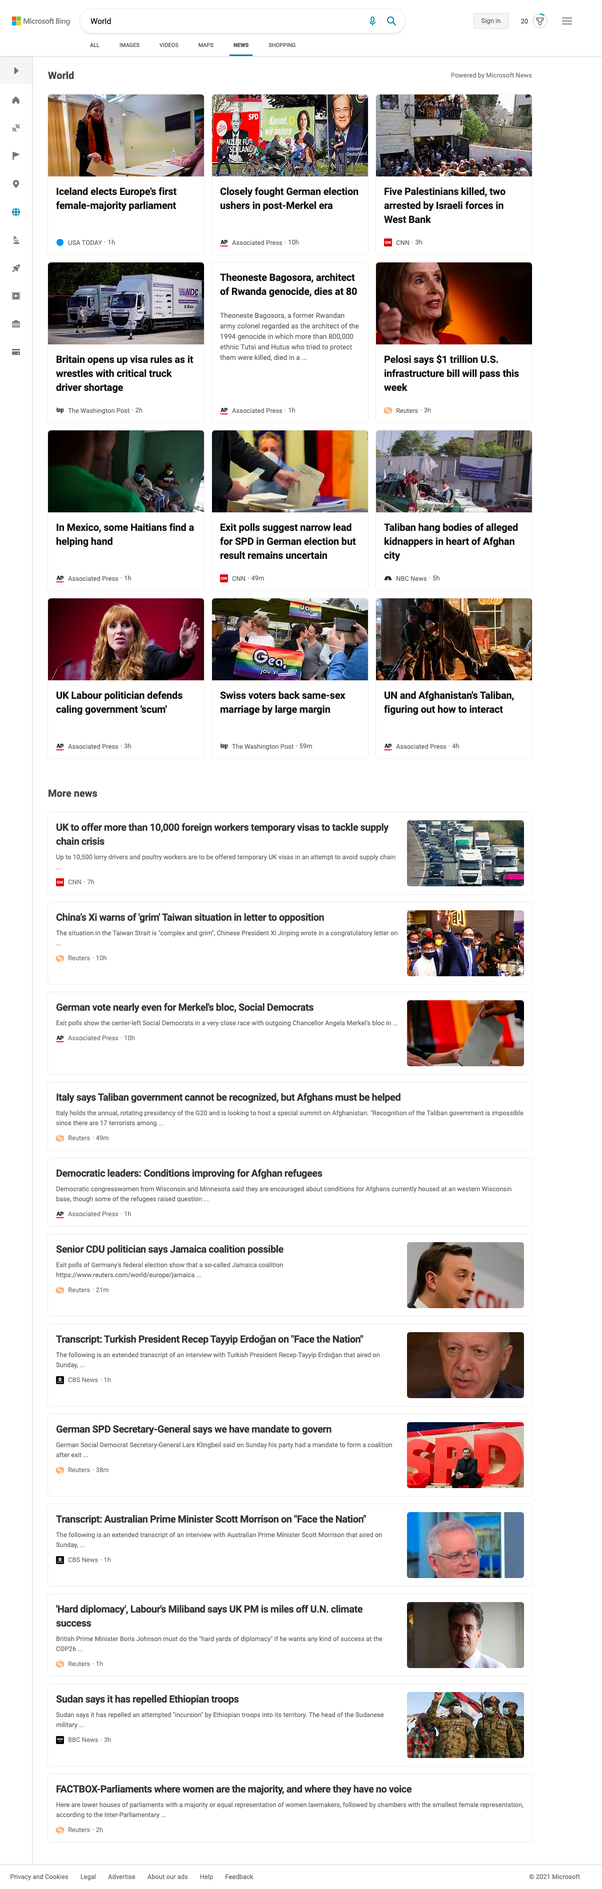 Microsoft Bing
World
Sign in
20
ALL IMAGES VIDEOS MAPS NEWS SHOPPING
World
Powered by Microsoft News
Iceland elects Europe's first
female-majority parliament
USA TODAY · 1h
SPD
Kommt,
Closely fought German election
ushers in post-Merkel era
AP Associated Press · 10h
Five Palestinians killed, two
arrested by Israeli forces in
West Bank
CNN · 3h
NDC
Britain opens up visa rules as it
wrestles with critical truck
driver shortage
wp The Washington Post · 2h
Theoneste Bagosora, architect
of Rwanda genocide, dies at 80
Theoneste Bagosora, a former Rwandan
army colonel regarded as the architect of the
1994 genocide in which more than 800,000
ethnic Tutsi and Hutus who tried to protect
them were killed, died in a ...
AP Associated Press · 1h
Pelosi says $1 trillion U.S.
infrastructure bill will pass this
week
Reuters · 3h
In Mexico, some Haitians find a
helping hand
AP Associated Press · 1h
Exit polls suggest narrow lead
for SPD in German election but
result remains uncertain
CNN · 49m
Taliban hang bodies of alleged
kidnappers in heart of Afghan
city
NBC News · 5h
UK Labour politician defends
caling government 'scum'
AP Associated Press · 3h
Swiss voters back same-sex
marriage by large margin
wp The Washington Post · 59m
UN and Afghanistan's Taliban,
figuring out how to interact
AP Associated Press · 4h
More news
UK to offer more than 10,000 foreign workers temporary visas to tackle supply
chain crisis
Up to 10,500 lorry drivers and poultry workers are to be offered temporary UK visas in an attempt to avoid supply chain
...
CNN · 7h
China's Xi warns of 'grim' Taiwan situation in letter to opposition
The situation in the Taiwan Strait is "complex and grim", Chinese President Xi Jinping wrote in a congratulatory letter on
...
Reuters · 10h
German vote nearly even for Merkel's bloc, Social Democrats
Exit polls show the center-left Social Democrats in a very close race with outgoing Chancellor Angela Merkel's bloc in ...
AP Associated Press · 10h
Italy says Taliban government cannot be recognized, but Afghans must be helped
Italy holds the annual, rotating presidency of the G20 and is looking to host a special summit on Afghanistan. "Recognition of the Taliban government is impossible
since there are 17 terrorists among ...
Reuters · 49m
Democratic leaders: Conditions improving for Afghan refugees
Democratic congresswomen from Wisconsin and Minnesota said they are encouraged about conditions for Afghans currently housed at an western Wisconsin
base, though some of the refugees raised question ...
AP Associated Press · 1h
Senior CDU politician says Jamaica coalition possible
Exit polls of Germany's federal election show that a so-called Jamaica coalition
https://www.reuters.com/world/europe/jamaica ...
Reuters · 21m
Transcript: Turkish President Recep Tayyip Erdoğan on "Face the Nation"
The following is an extended transcript of an interview with Turkish President Recep Tayyip Erdogan that aired on
Sunday, ...
CBS News · 1h
German SPD Secretary-General says we have mandate to govern
German Social Democrat Secretary-General Lars Klingbeil said on Sunday his party had a mandate to form a coalition
after exit ...
Reuters · 38m
SPD
Transcript: Australian Prime Minister Scott Morrison on "Face the Nation"
The following is an extended transcript of an interview with Australian Prime Minister Scott Morrison that aired on
Sunday, ...
CBS News · 1h
'Hard diplomacy', Labour's Miliband says UK PM is miles off U.N. climate
success
British Prime Minister Boris Johnson must do the "hard yards of diplomacy" if he wants any kind of success at the
COP26 ...
Reuters · 1h
Sudan says it has repelled Ethiopian troops
Sudan says it has repelled an attempted "incursion" by Ethiopian troops into its territory. The head of the Sudanese
military ...
BBC News · 3h
FACTBOX-Parliaments where women are the majority, and where they have no voice
Here are lower houses of parliaments with a majority or equal representation of women lawmakers, followed by chambers with the smallest female representation,
according to the Inter-Parliamentary ...
Reuters · 2h
Privacy and Cookies Legal Advertise About our ads Help Feedback
© 2021 Microsoft